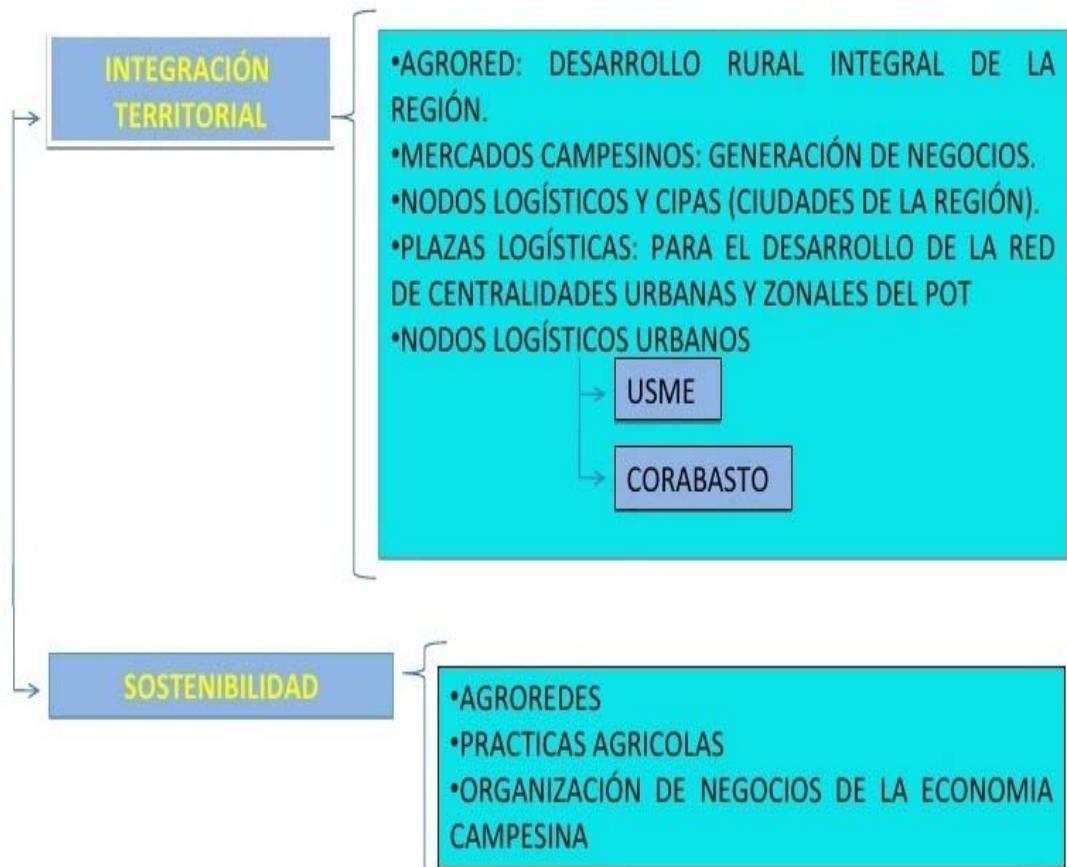 INTEGRACIÓN
TERRITORIAL
•AGRORED: DESARROLLO RURAL INTEGRAL DE LA
REGIÓN.
•MERCADOS CAMPESINOS: GENERACIÓN DE NEGOCIOS.
•NODOS LOGÍSTICOS Y CIPAS (CIUDADES DE LA REGIÓN).
•PLAZAS LOGÍSTICAS: PARA EL DESARROLLO DE LA RED
DE CENTRALIDADES URBANAS Y ZONALES DEL POT
•NODOS LOGÍSTICOS URBANOS
USME
CORABASTO
SOSTENIBILIDAD
•AGROREDES
•PRACTICAS AGRICOLAS
•ORGANIZACIÓN DE NEGOCIOS DE LA ECONOMIA
CAMPESINA